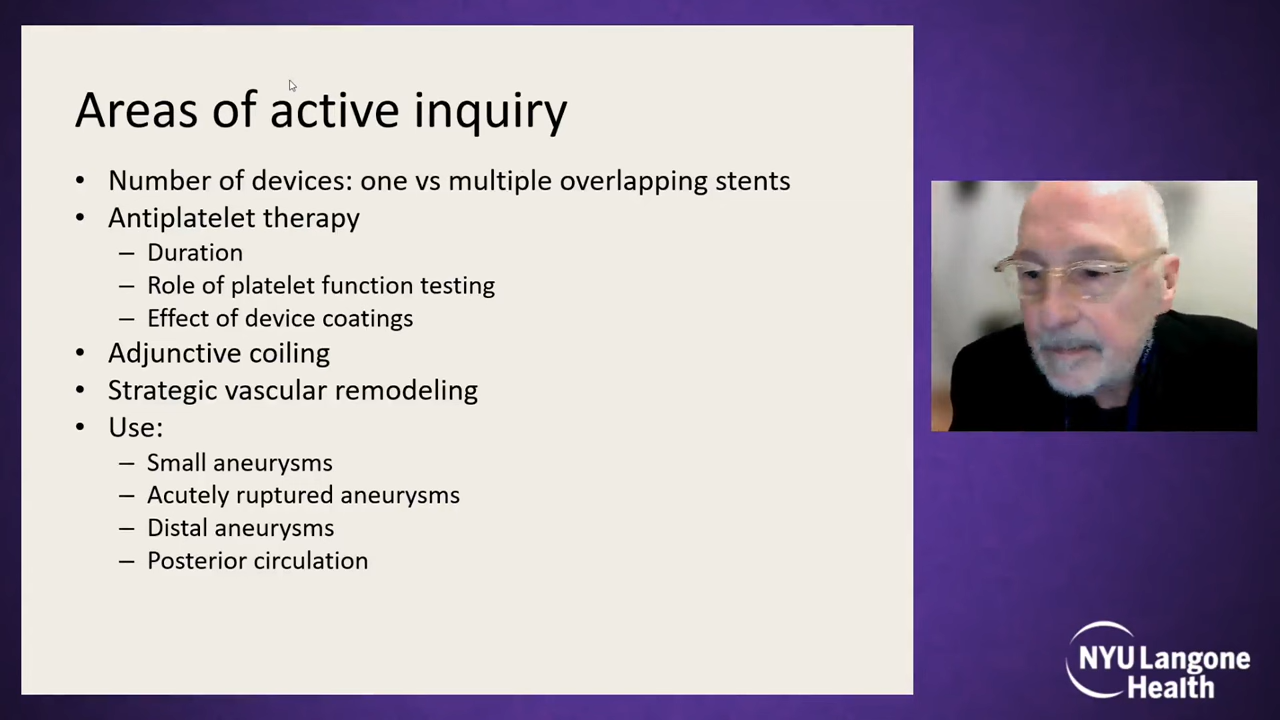 Areas of active inquiry
• Number of devices: one vs multiple overlapping stents
• Antiplatelet therapy
– Duration
– Role of platelet function testing
– Effect of device coatings
• Adjunctive coiling
• Strategic vascular remodeling
• Use:
– Small aneurysms
– Acutely ruptured aneurysms
– Distal aneurysms
– Posterior circulation
NYU Langone
Health